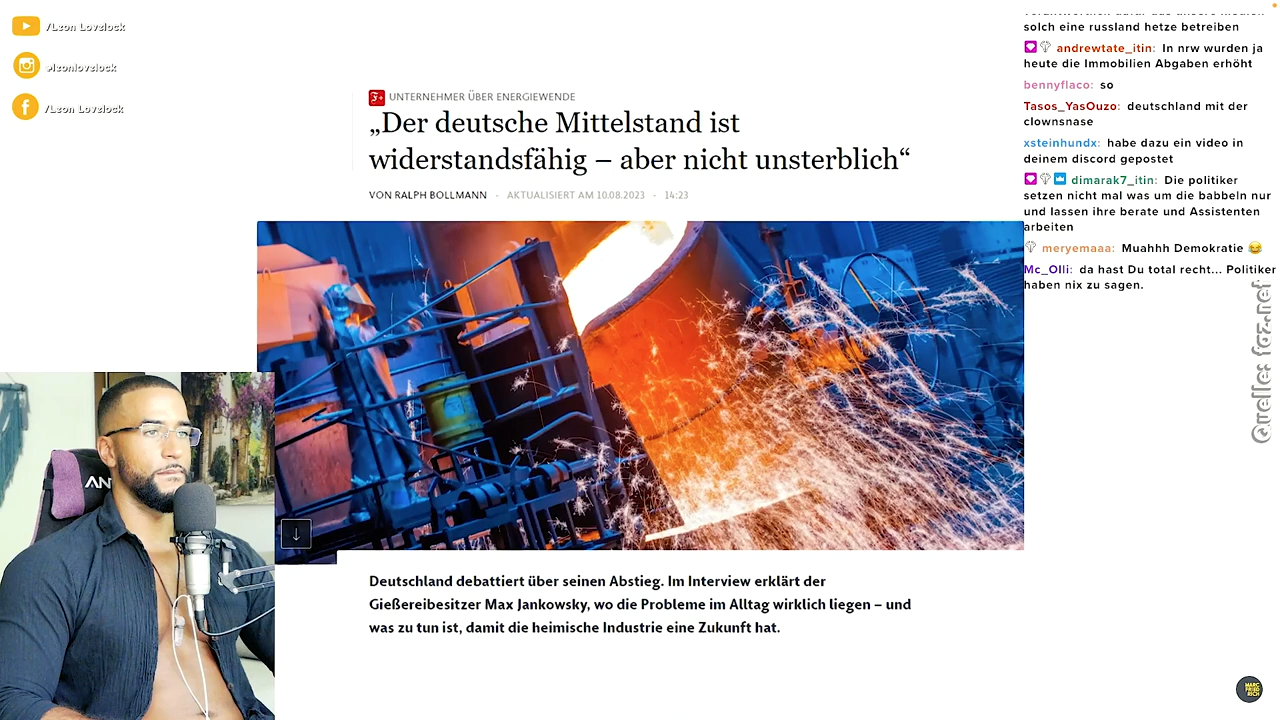 /Leon Lovelock
/Leon Lovelock
UNTERNEHMER ÜBER ENERGIEWENDE
„Der deutsche Mittelstand ist
widerstandsfähig – aber nicht unsterblich“
VON RALPH BOLLMANN - AKTUALISIERT AM 10.08.2023 - 14:23
Deutschland debattiert über seinen Abstieg. Im Interview erklärt der
Gießereibesitzer Max Jankowsky, wo die Probleme im Alltag wirklich liegen – und
was zu tun ist, damit die heimische Industrie eine Zukunft hat.
solch eine russland hetze betreiben
andrewtate_itin: In nrw wurden ja
heute die Immobilien Abgaben erhöht
bennyflaco: so
Tasos_YasOuzo: deutschland mit der
clownsnase
xsteinhundx: habe dazu ein video in
deinem discord gepostet
dimarak7_itin: Die politiker
setzen nicht mal was um die babbeln nur
und lassen ihre berate und Assistenten
arbeiten
meryemaaa: Muahhh Demokratie 😂
Mc_Olli: da hast Du total recht... Politiker
haben nix zu sagen.
Quelle: faz.net
MARC
FRIED
RICH